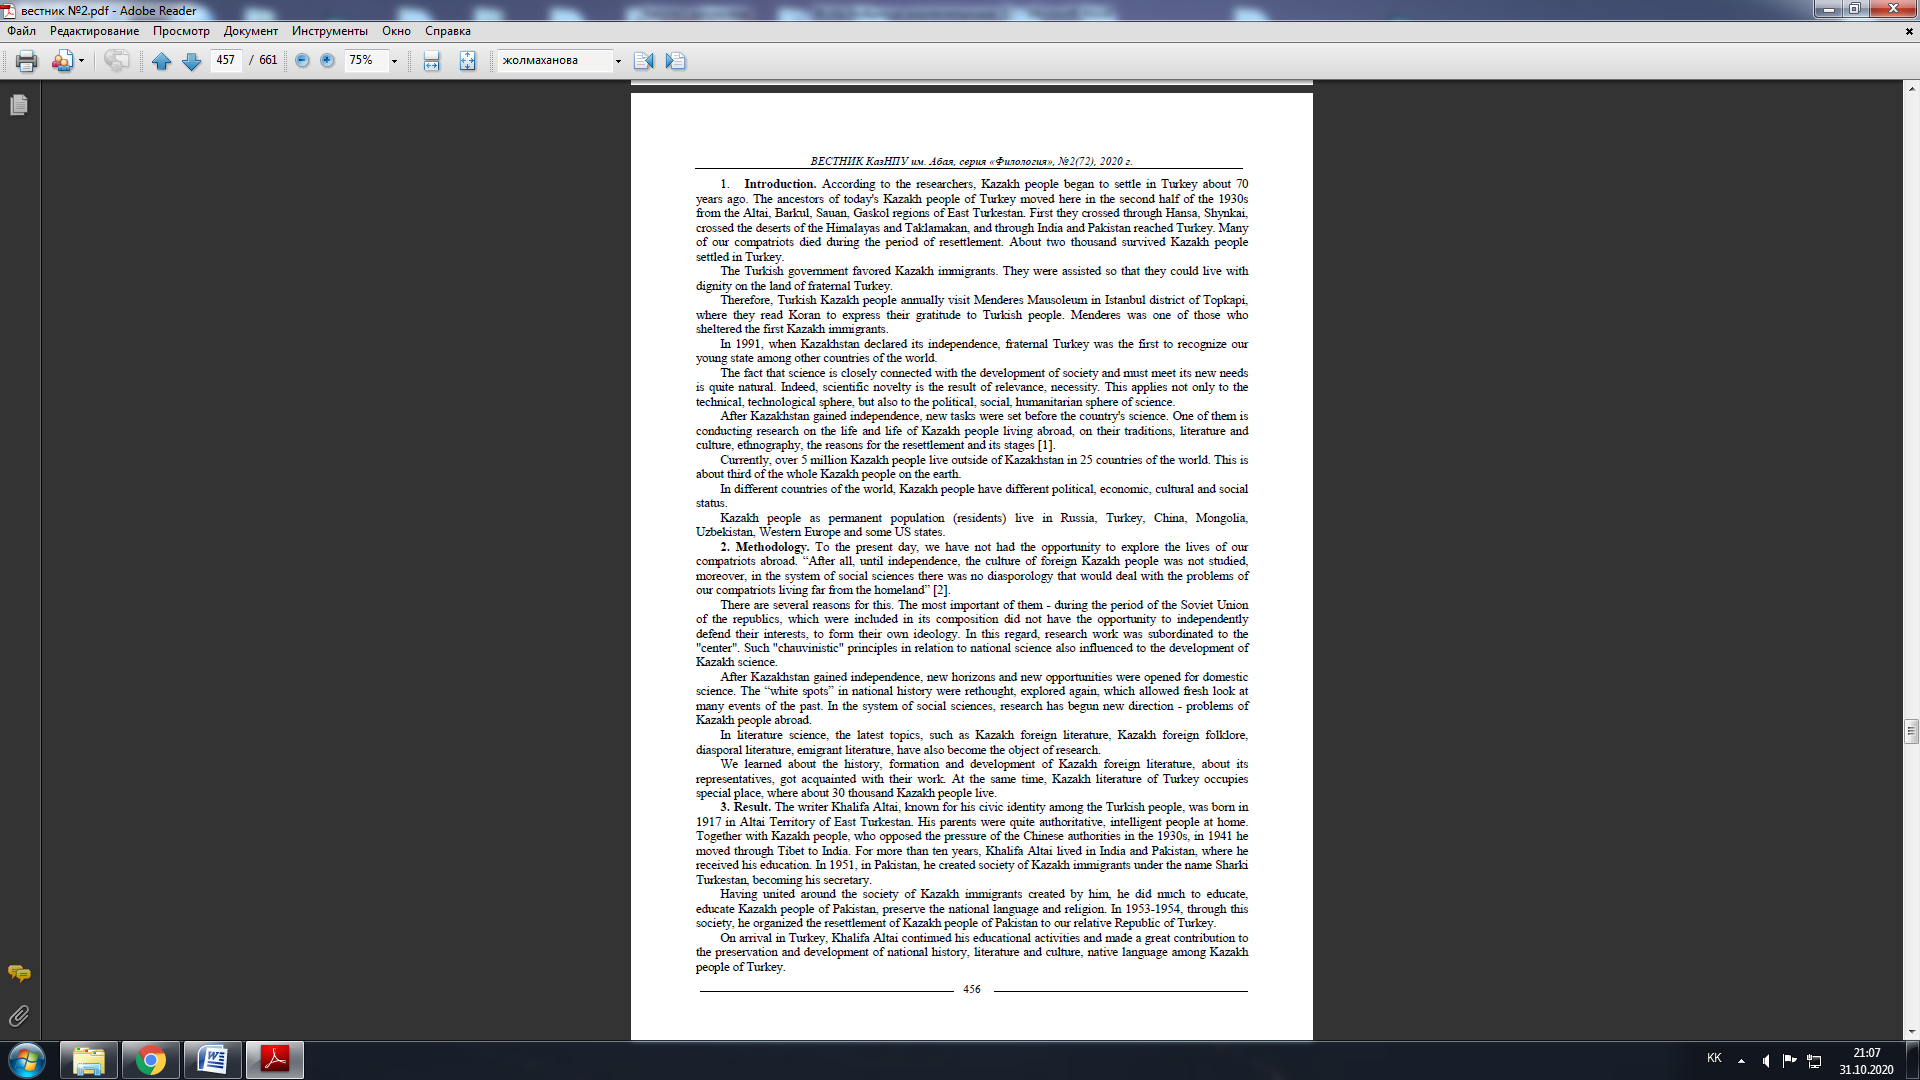 вестник №2.pdf - Adobe Reader
Файл Редактирование Просмотр Документ Инструменты Окно Справка
457 / 661 75% жолмаханова
ВЕСТНИК КазНПУ им. Абая, серия «Филология», №2(72), 2020 г.
1. Introduction. According to the researchers, Kazakh people began to settle in Turkey about 70
years ago. The ancestors of today's Kazakh people of Turkey moved here in the second half of the 1930s
from the Altai, Barkul, Sauan, Gaskol regions of East Turkestan. First they crossed through Hansa, Shynkai,
crossed the deserts of the Himalayas and Taklamakan, and through India and Pakistan reached Turkey. Many
of our compatriots died during the period of resettlement. About two thousand survived Kazakh people
settled in Turkey.
The Turkish government favored Kazakh immigrants. They were assisted so that they could live with
dignity on the land of fraternal Turkey.
Therefore, Turkish Kazakh people annually visit Menderes Mausoleum in Istanbul district of Topkapi,
where they read Koran to express their gratitude to Turkish people. Menderes was one of those who
sheltered the first Kazakh immigrants.
In 1991, when Kazakhstan declared its independence, fraternal Turkey was the first to recognize our
young state among other countries of the world.
The fact that science is closely connected with the development of society and must meet its new needs
is quite natural. Indeed, scientific novelty is the result of relevance, necessity. This applies not only to the
technical, technological sphere, but also to the political, social, humanitarian sphere of science.
After Kazakhstan gained independence, new tasks were set before the country's science. One of them is
conducting research on the life and life of Kazakh people living abroad, on their traditions, literature and
culture, ethnography, the reasons for the resettlement and its stages [1].
Currently, over 5 million Kazakh people live outside of Kazakhstan in 25 countries of the world. This is
about third of the whole Kazakh people on the earth.
In different countries of the world, Kazakh people have different political, economic, cultural and social
status.
Kazakh people as permanent population (residents) live in Russia, Turkey, China, Mongolia,
Uzbekistan, Western Europe and some US states.
2. Methodology. To the present day, we have not had the opportunity to explore the lives of our
compatriots abroad. “After all, until independence, the culture of foreign Kazakh people was not studied,
moreover, in the system of social sciences there was no diasporology that would deal with the problems of
our compatriots living far from the homeland” [2].
There are several reasons for this. The most important of them - during the period of the Soviet Union
of the republics, which were included in its composition did not have the opportunity to independently
defend their interests, to form their own ideology. In this regard, research work was subordinated to the
"center". Such "chauvinistic" principles in relation to national science also influenced to the development of
Kazakh science.
After Kazakhstan gained independence, new horizons and new opportunities were opened for domestic
science. The “white spots” in national history were rethought, explored again, which allowed fresh look at
many events of the past. In the system of social sciences, research has begun new direction - problems of
Kazakh people abroad.
In literature science, the latest topics, such as Kazakh foreign literature, Kazakh foreign folklore,
diasporal literature, emigrant literature, have also become the object of research.
We learned about the history, formation and development of Kazakh foreign literature, about its
representatives, got acquainted with their work. At the same time, Kazakh literature of Turkey occupies
special place, where about 30 thousand Kazakh people live.
3. Result. The writer Khalifa Altai, known for his civic identity among the Turkish people, was born in
1917 in Altai Territory of East Turkestan. His parents were quite authoritative, intelligent people at home.
Together with Kazakh people, who opposed the pressure of the Chinese authorities in the 1930s, in 1941 he
moved through Tibet to India. For more than ten years, Khalifa Altai lived in India and Pakistan, where he
received his education. In 1951, in Pakistan, he created society of Kazakh immigrants under the name Sharki
Turkestan, becoming his secretary.
Having united around the society of Kazakh immigrants created by him, he did much to educate,
educate Kazakh people of Pakistan, preserve the national language and religion. In 1953-1954, through this
society, he organized the resettlement of Kazakh people of Pakistan to our relative Republic of Turkey.
On arrival in Turkey, Khalifa Altai continued his educational activities and made a great contribution to
the preservation and development of national history, literature and culture, native language among Kazakh
people of Turkey.
456
KK
21:07
31.10.2020